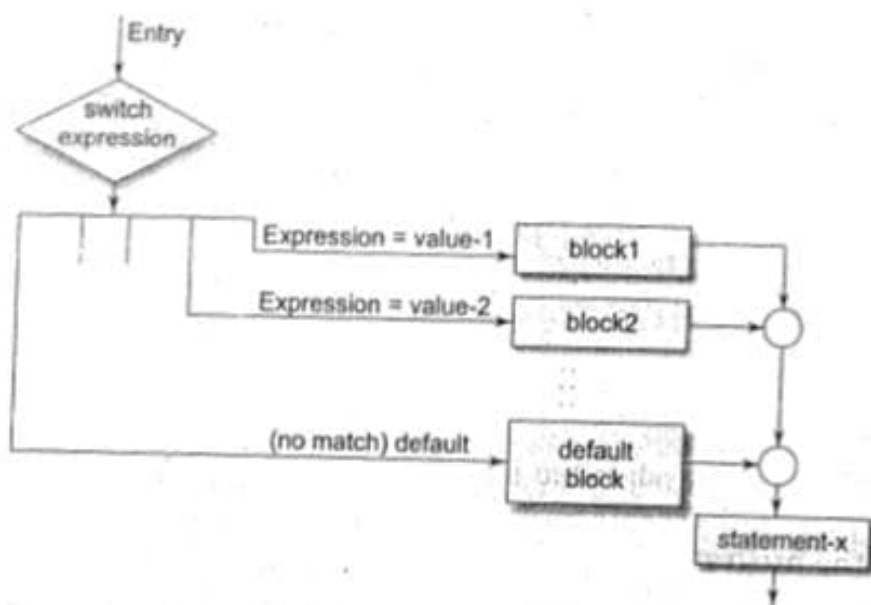 Entry
switch
expression
Expression = value-1
block1
Expression = value-2
block2
(no match) default
default
block
statement-x